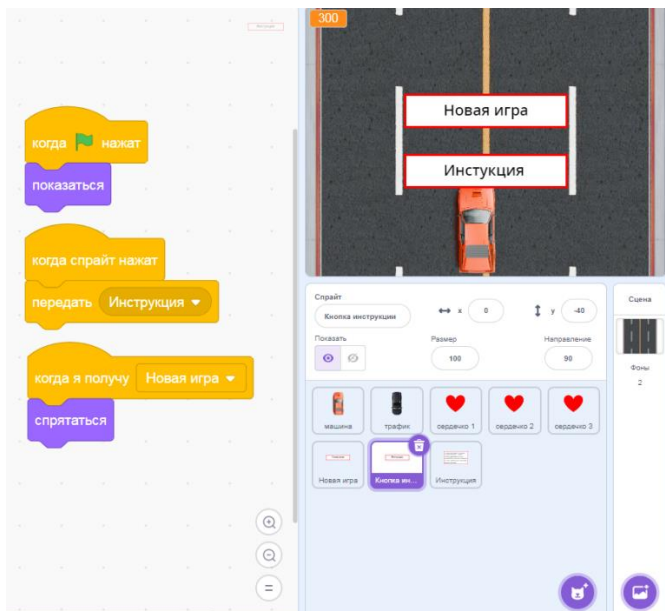 когда нажат
показаться
когда спрайт нажат
передать Инструкция
когда я получу Новая игра
спрятаться
300
Новая игра
Инстукция
Спрайт
Кнопка инструкции
x 0
y -40
Показать
Размер
100
Направление
90
машина
трафик
сердечко 1
сердечко 2
сердечко 3
Новая игра
Кнопка ин...
Инструкция
Сцена
Фоны
2